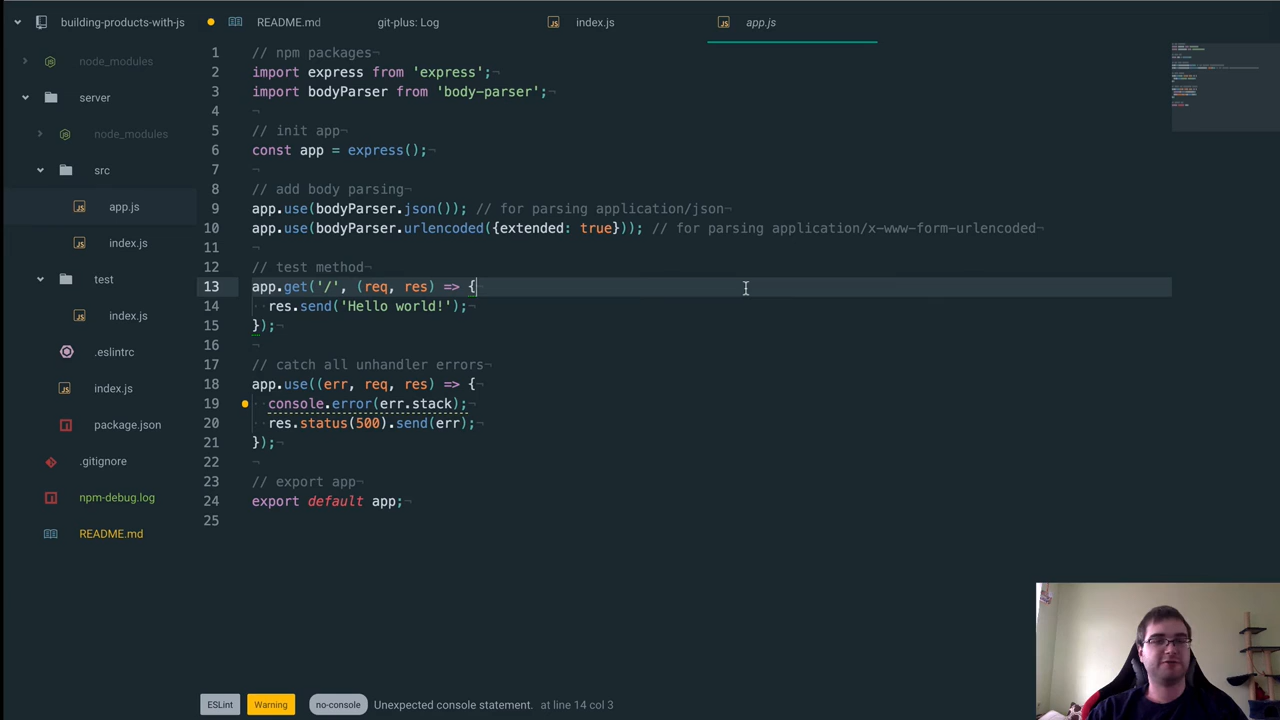 building-products-with-js
README.md
git-plus: Log
index.js
app.js
node_modules
server
node_modules
src
app.js
index.js
test
index.js
.eslintrc
index.js
package.json
.gitignore
npm-debug.log
README.md
1 // npm packages¬
2 import express from 'express';¬
3 import bodyParser from 'body-parser';¬
4 ¬
5 // init app¬
6 const app = express();¬
7 ¬
8 // add body parsing¬
9 app.use(bodyParser.json()); // for parsing application/json¬
10 app.use(bodyParser.urlencoded({extended: true})); // for parsing application/x-www-form-urlencoded¬
11 ¬
12 // test method¬
13 app.get('/', (req, res) => {¬
14 ··res.send('Hello world!');¬
15 });¬
16 ¬
17 // catch all unhandler errors¬
18 app.use((err, req, res) => {¬
19 console.error(err.stack);¬
20 ··res.status(500).send(err);¬
21 });¬
22 ¬
23 // export app¬
24 export default app;¬
25
ESLint Warning no-console Unexpected console statement. at line 14 col 3